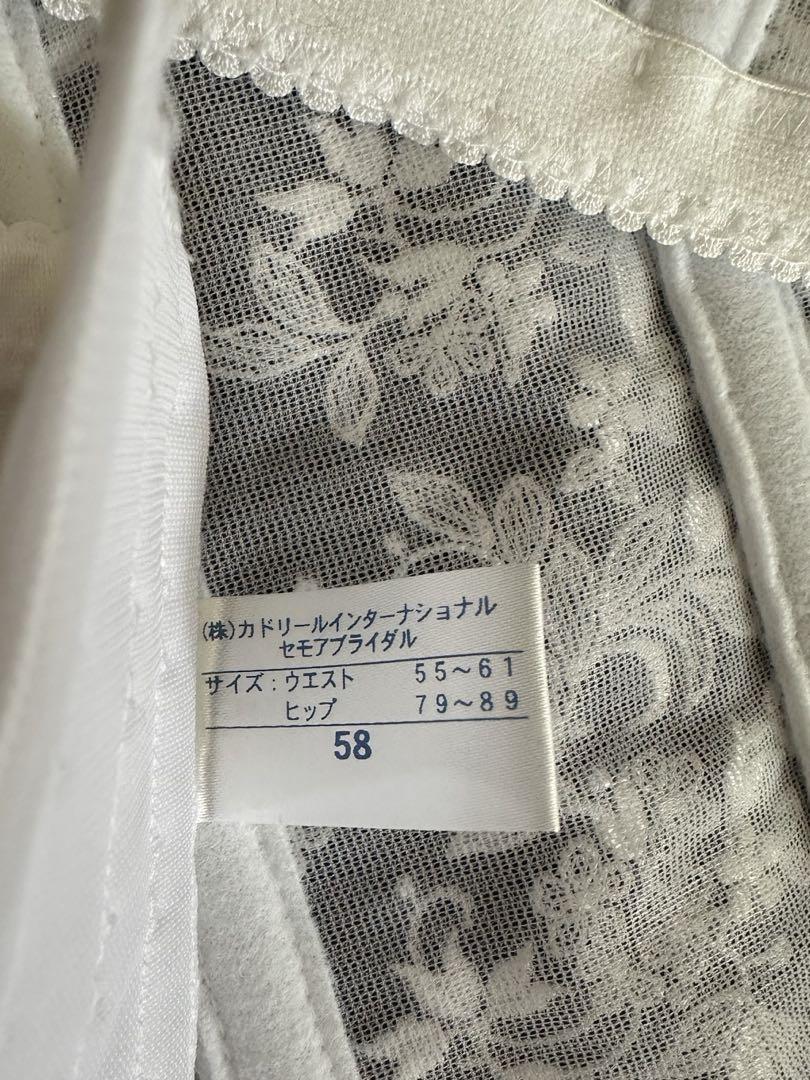 (株)カドリールインターナショナル
セモアブライダル
サイズ:ウエスト 55~61
ヒップ 79~89
58